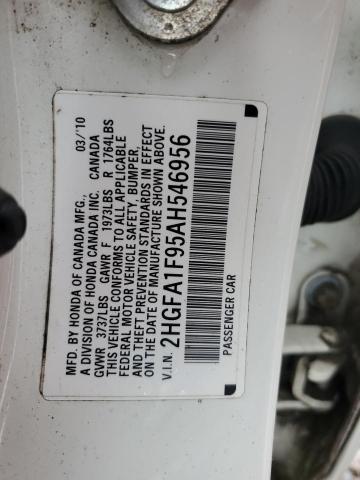 MFD. BY HONDA OF CANADA MFG., 03/'10
A DIVISION OF HONDA CANADA INC. CANADA
GVWR 3737LBS GAWR F 1973LBS R 1764LBS
THIS VEHICLE CONFORMS TO ALL APPLICABLE
FEDERAL MOTOR VEHICLE SAFETY, BUMPER,
AND THEFT PREVENTION STANDARDS IN EFFECT
ON THE DATE OF MANUFACTURE SHOWN ABOVE.
V.I.N. 2HGFA1F95AH546956
PASSENGER CAR